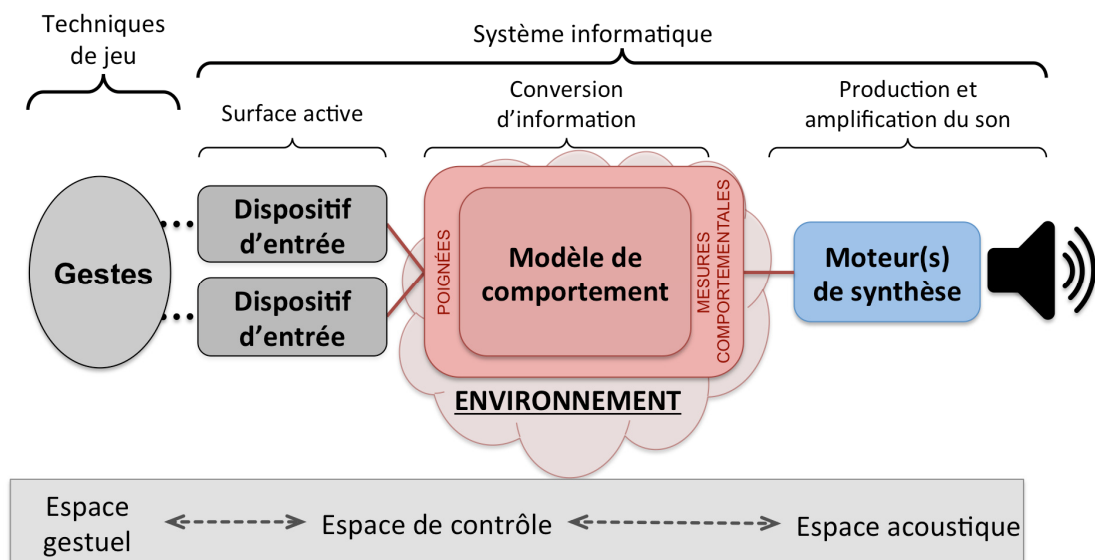 Techniques
de jeu
Système informatique
Surface active
Conversion
d'information
Production et
amplification du son
Gestes
Dispositif
d'entrée
Dispositif
d'entrée
POIGNÉES
Modèle de
comportement
MESURES
COMPORTEMENTALES
Moteur(s)
de synthèse
ENVIRONNEMENT
Espace
gestuel
Espace de contrôle
Espace acoustique